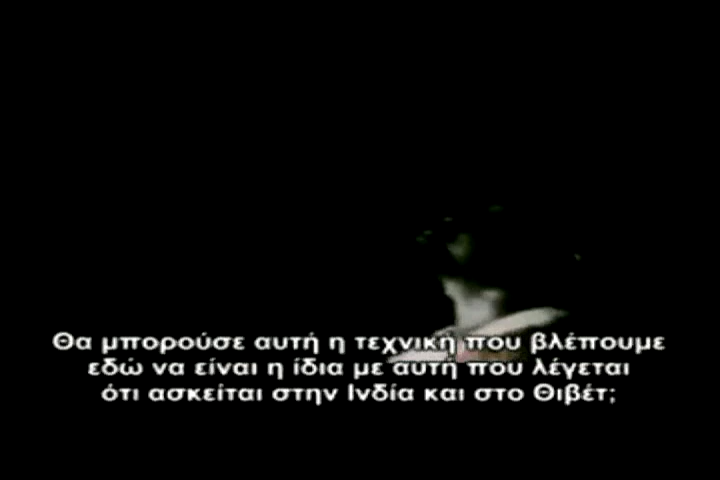 Θα μπορούσε αυτή η τεχνική που βλέπουμε
εδώ να είναι η ίδια με αυτή που λέγεται
ότι ασκείται στην Ινδία και στο Θιβέτ;